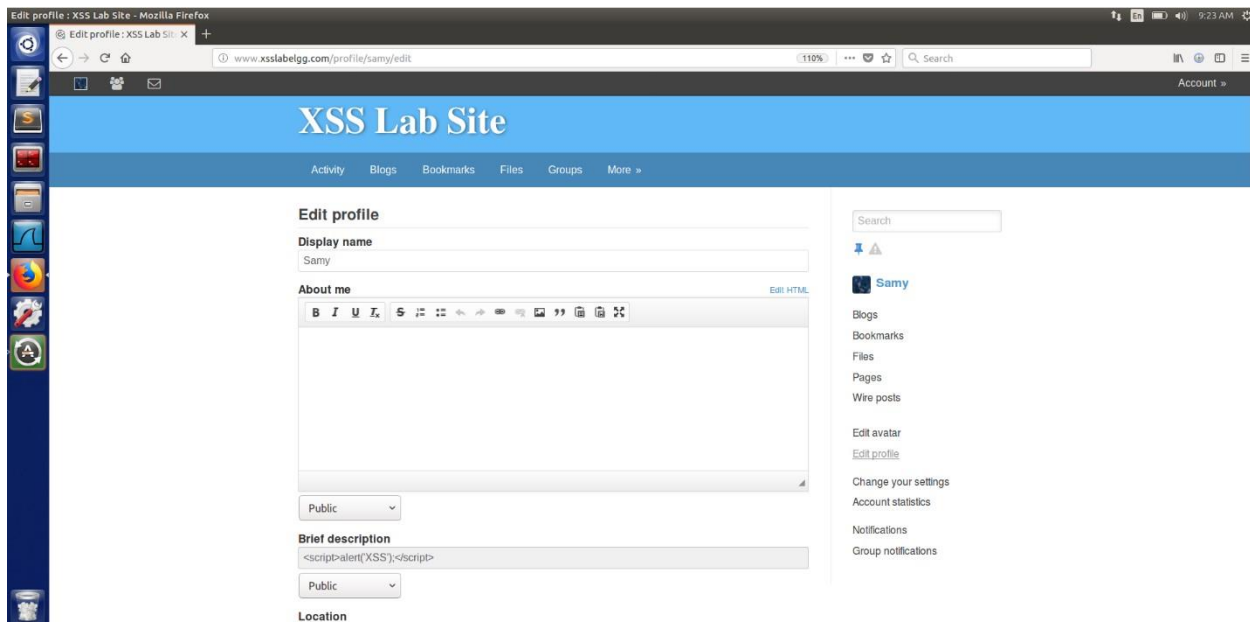 Edit profile : XSS Lab Site - Mozilla Firefox
En
9:23 AM
Edit profile : XSS Lab Sit
www.xsslabelgg.com/profile/samy/edit
110%
Search
Account »
XSS Lab Site
Activity Blogs Bookmarks Files Groups More »
Edit profile
Display name
Samy
About me
Edit HTML
B I U Ix S
Public
Brief description
<script>alert('XSS');</script>
Public
Location
Search
Samy
Blogs
Bookmarks
Files
Pages
Wire posts
Edit avatar
Edit profile
Change your settings
Account statistics
Notifications
Group notifications